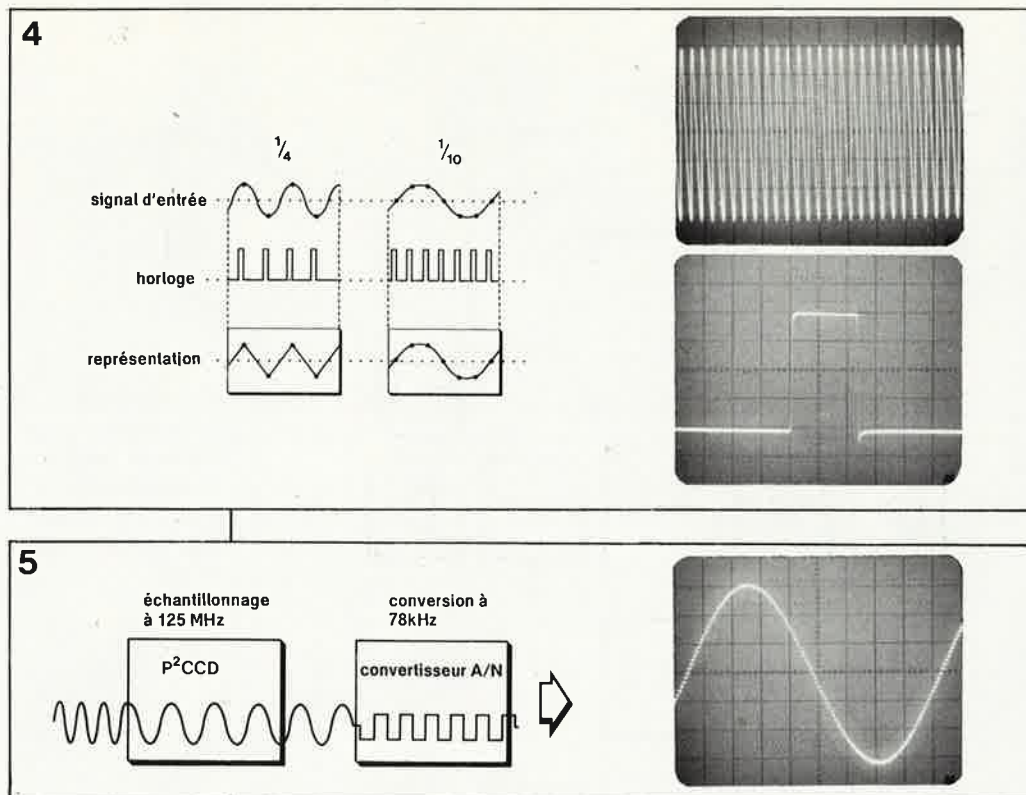 4
1/4 1/10
signal d'entrée
horloge
représentation
5
échantillonnage
à 125 MHz
conversion à
78kHz
P²CCD
convertisseur A/N